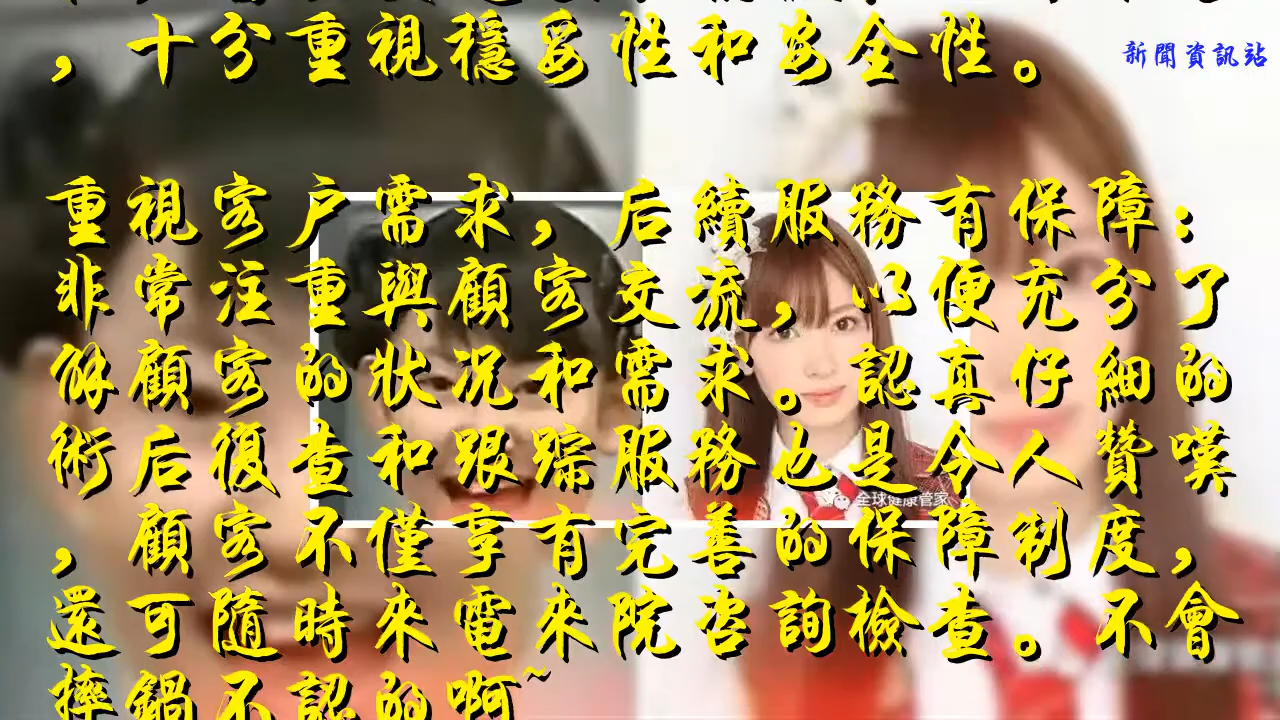 ，十分重視穩妥性和安全性。
新聞資訊站
重視客户需求，后續服務有保障：
非常注重與顧客交流，以便充分了
解顧客的狀況和需求。認真仔細的
術后復查和跟踪服務也是令人贊嘆
，顧客不僅享有完善的保障制度，
還可隨時來電來院咨詢檢查。不會
摔鍋不認的啊~
全球健康管家